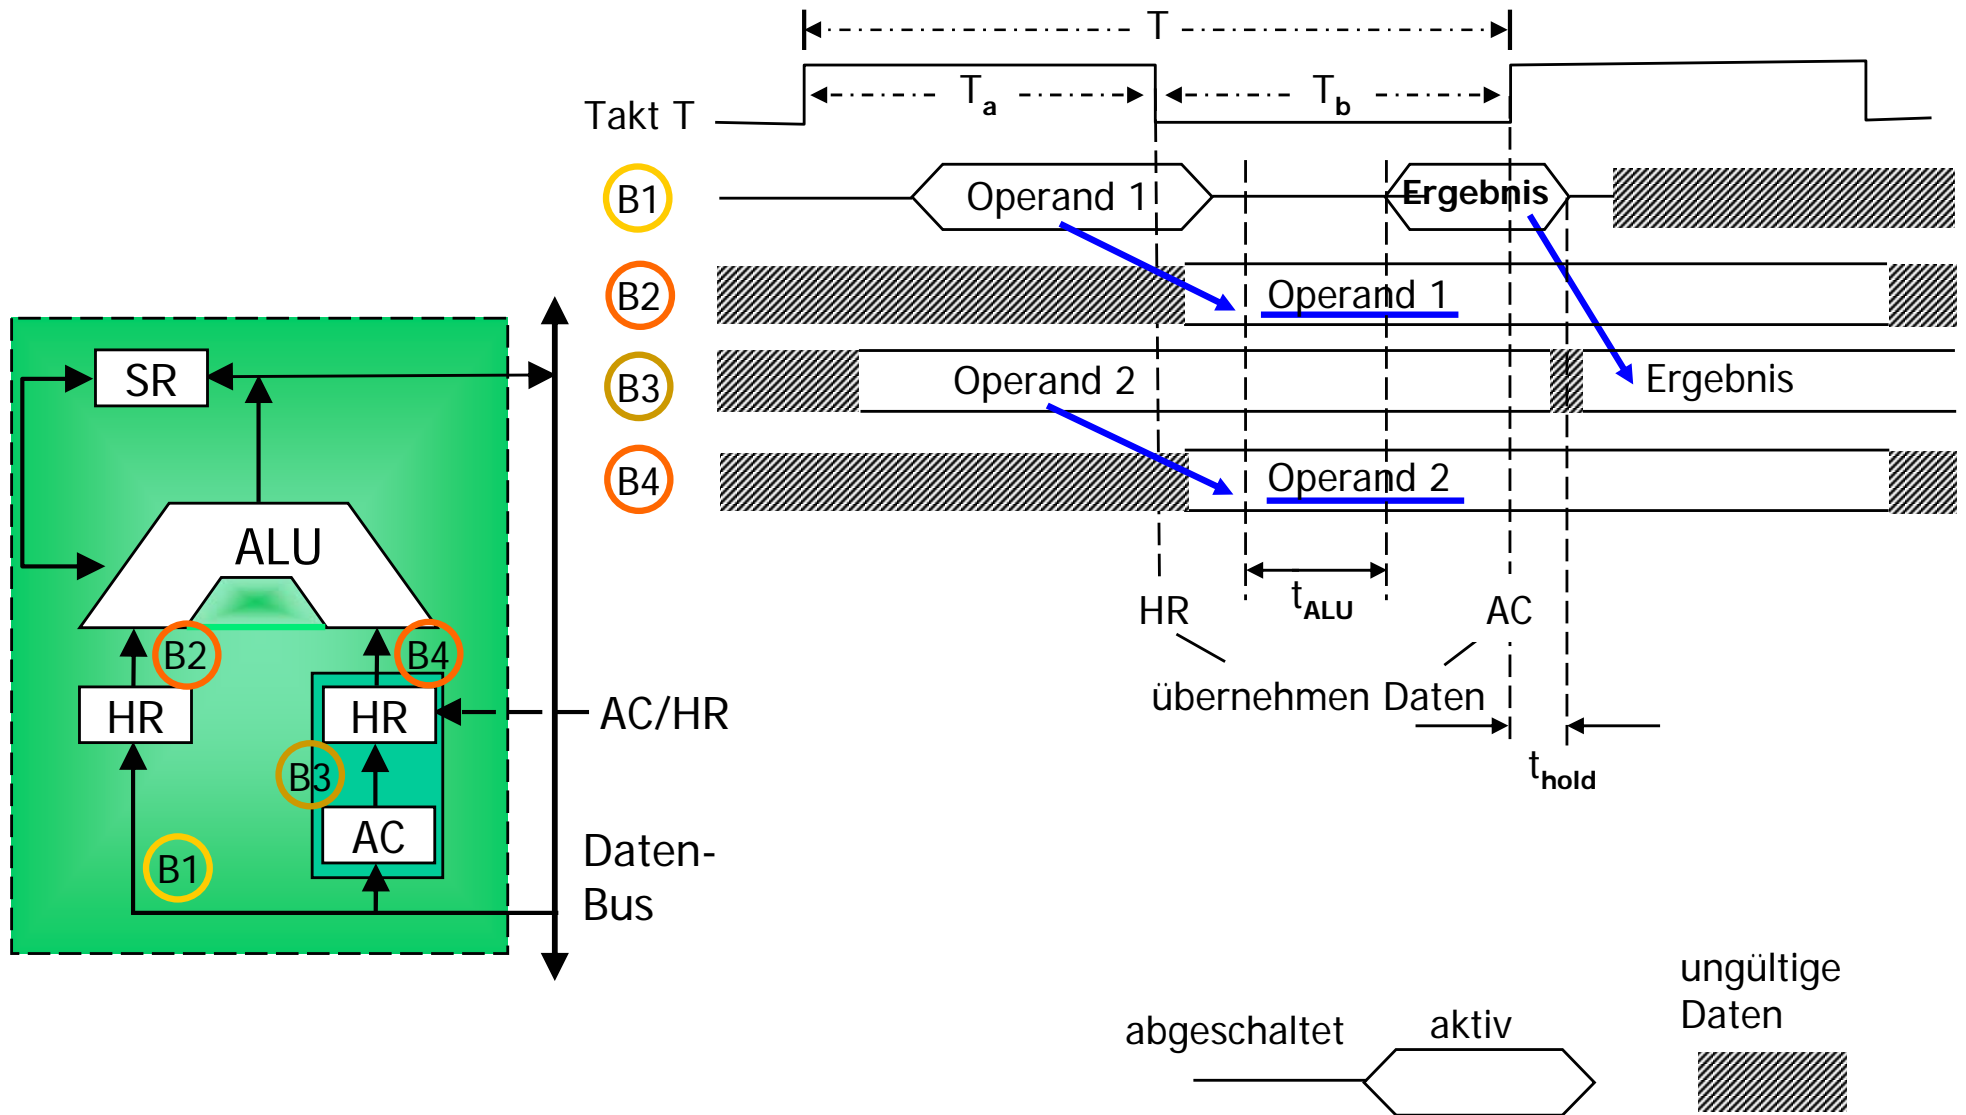 T
Takt T
Ta
Tb
B1
Operand 1
Ergebnis
B2
Operand 1
B3
Operand 2
Ergebnis
B4
Operand 2
tALU
HR
AC
übernehmen Daten
thold
SR
ALU
B2
B4
HR
HR
AC/HR
B3
AC
B1
Daten-
Bus
abgeschaltet
aktiv
ungültige
Daten